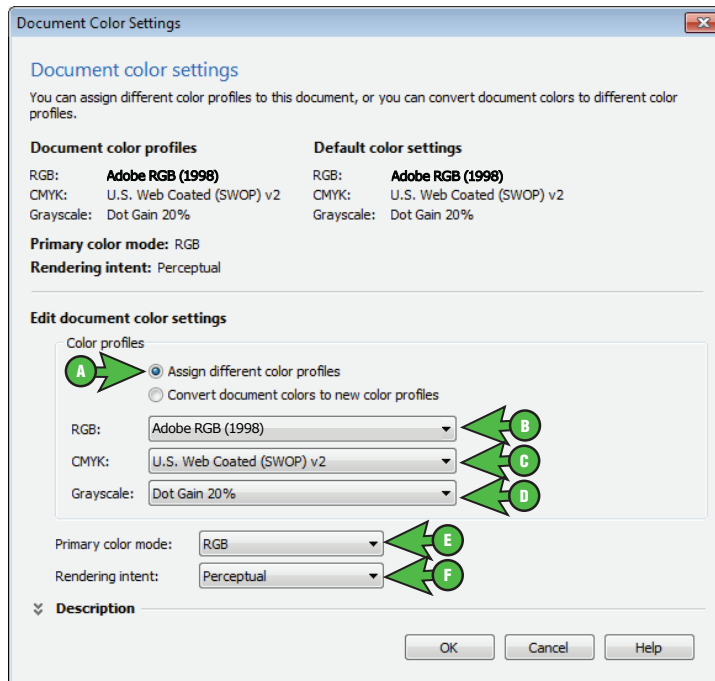 Document Color Settings
Document color settings
You can assign different color profiles to this document, or you can convert document colors to different color
profiles.
Document color profiles
RGB: Adobe RGB (1998)
CMYK: U.S. Web Coated (SWOP) v2
Grayscale: Dot Gain 20%
Default color settings
RGB: Adobe RGB (1998)
CMYK: U.S. Web Coated (SWOP) v2
Grayscale: Dot Gain 20%
Primary color mode: RGB
Rendering intent: Perceptual
Edit document color settings
Color profiles
A Assign different color profiles
Convert document colors to new color profiles
RGB: Adobe RGB (1998) B
CMYK: U.S. Web Coated (SWOP) v2 C
Grayscale: Dot Gain 20% D
Primary color mode: RGB E
Rendering intent: Perceptual F
Description
OK Cancel Help